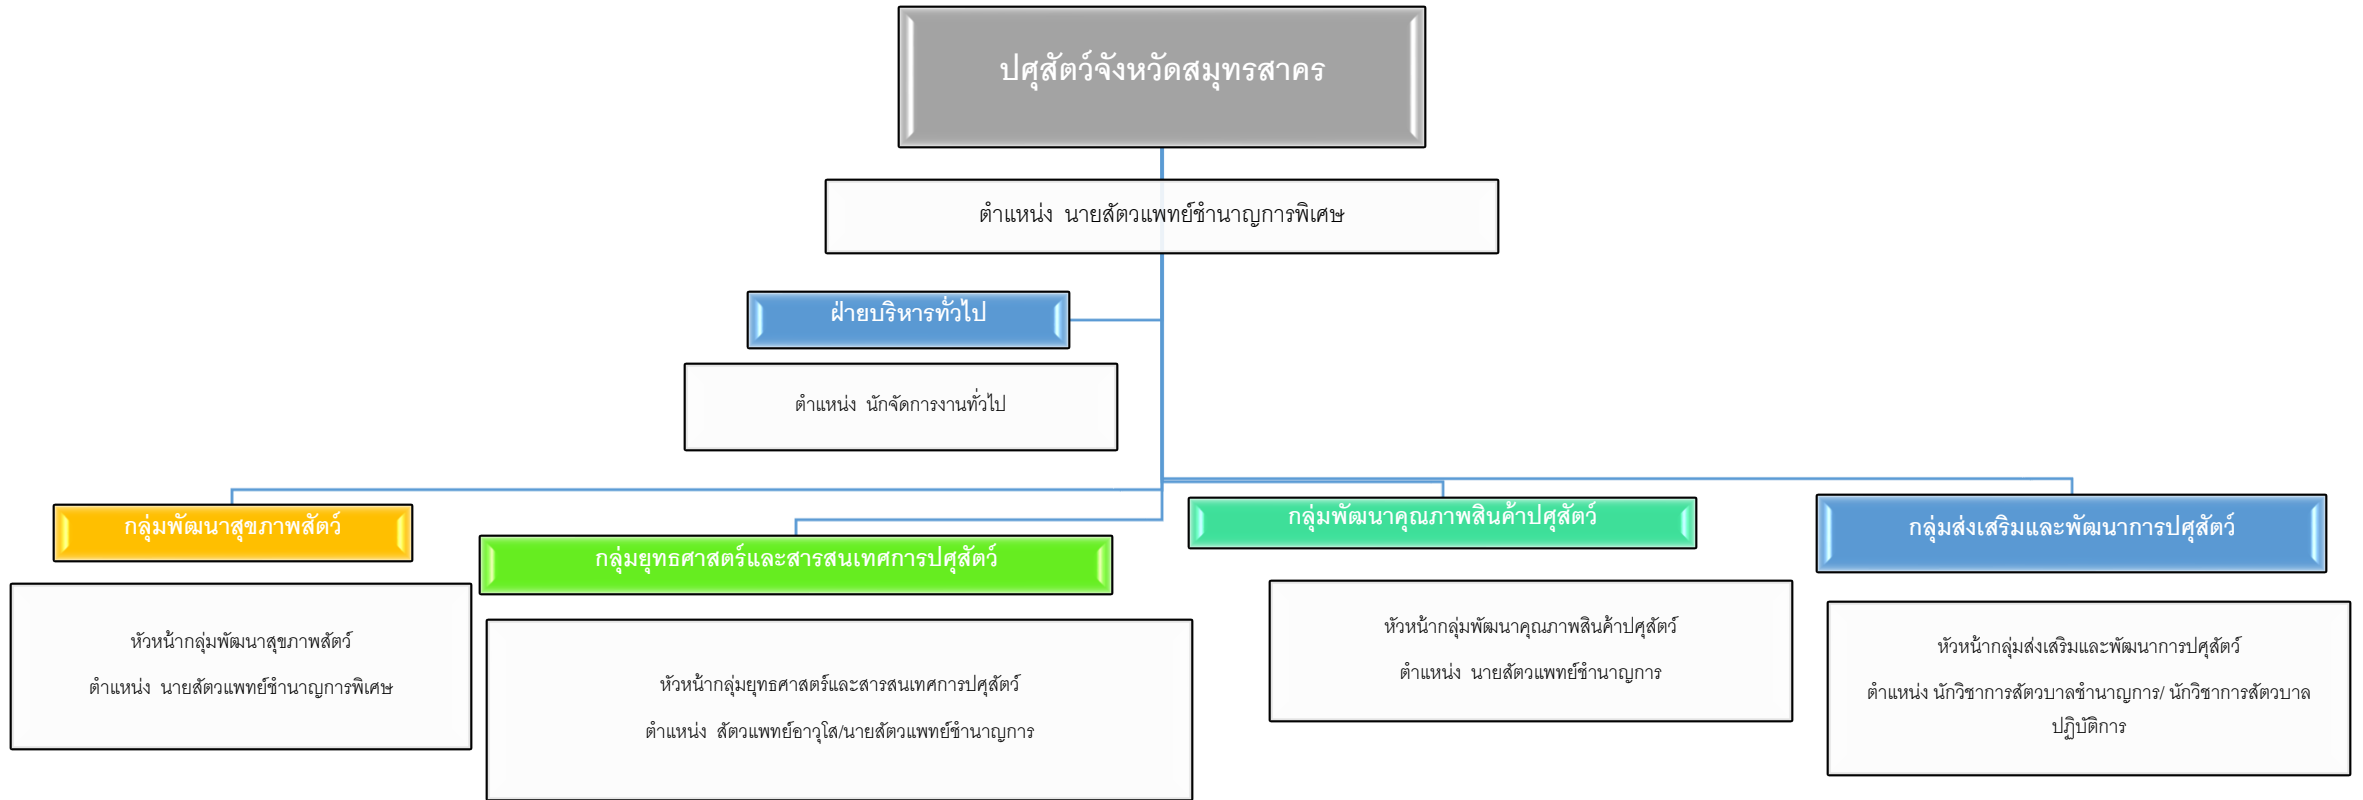 ปศุสัตว์จังหวัดสมุทรสาคร
ตำแหน่ง นายสัตวแพทย์ชำนาญการพิเศษ
ฝ่ายบริหารทั่วไป
ตำแหน่ง นักจัดการงานทั่วไป
กลุ่มพัฒนาสุขภาพสัตว์
หัวหน้ากลุ่มพัฒนาสุขภาพสัตว์
ตำแหน่ง นายสัตวแพทย์ชำนาญการพิเศษ
กลุ่มยุทธศาสตร์และสารสนเทศการปศุสัตว์
หัวหน้ากลุ่มยุทธศาสตร์และสารสนเทศการปศุสัตว์
ตำแหน่ง สัตวแพทย์อาวุโส/นายสัตวแพทย์ชำนาญการ
กลุ่มพัฒนาคุณภาพสินค้าปศุสัตว์
หัวหน้ากลุ่มพัฒนาคุณภาพสินค้าปศุสัตว์
ตำแหน่ง นายสัตวแพทย์ชำนาญการ
กลุ่มส่งเสริมและพัฒนาการปศุสัตว์
หัวหน้ากลุ่มส่งเสริมและพัฒนาการปศุสัตว์
ตำแหน่ง นักวิชาการสัตวบาลชำนาญการ/ นักวิชาการสัตวบาล
ปฏิบัติการ